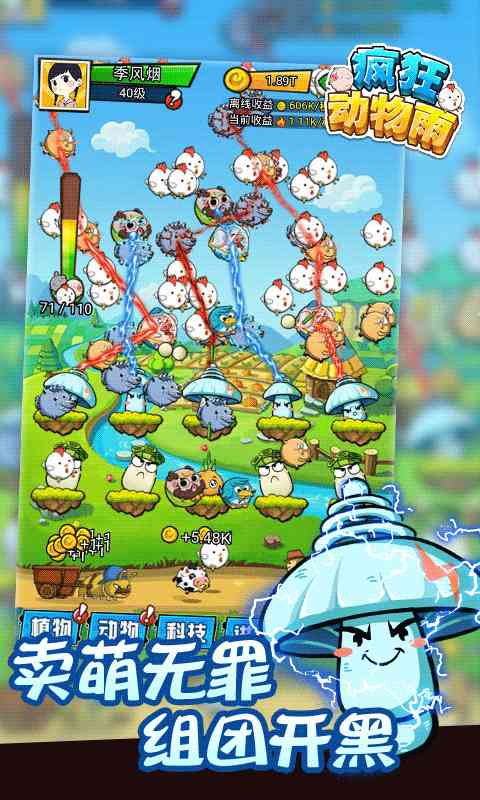 季风烟
40级
1.89T
疯狂
动物雨
离线收益 606K/
当前收益 1.11K/
71/110
+1
+5.48K
植物 动物 科技
卖萌无罪
组团开黑